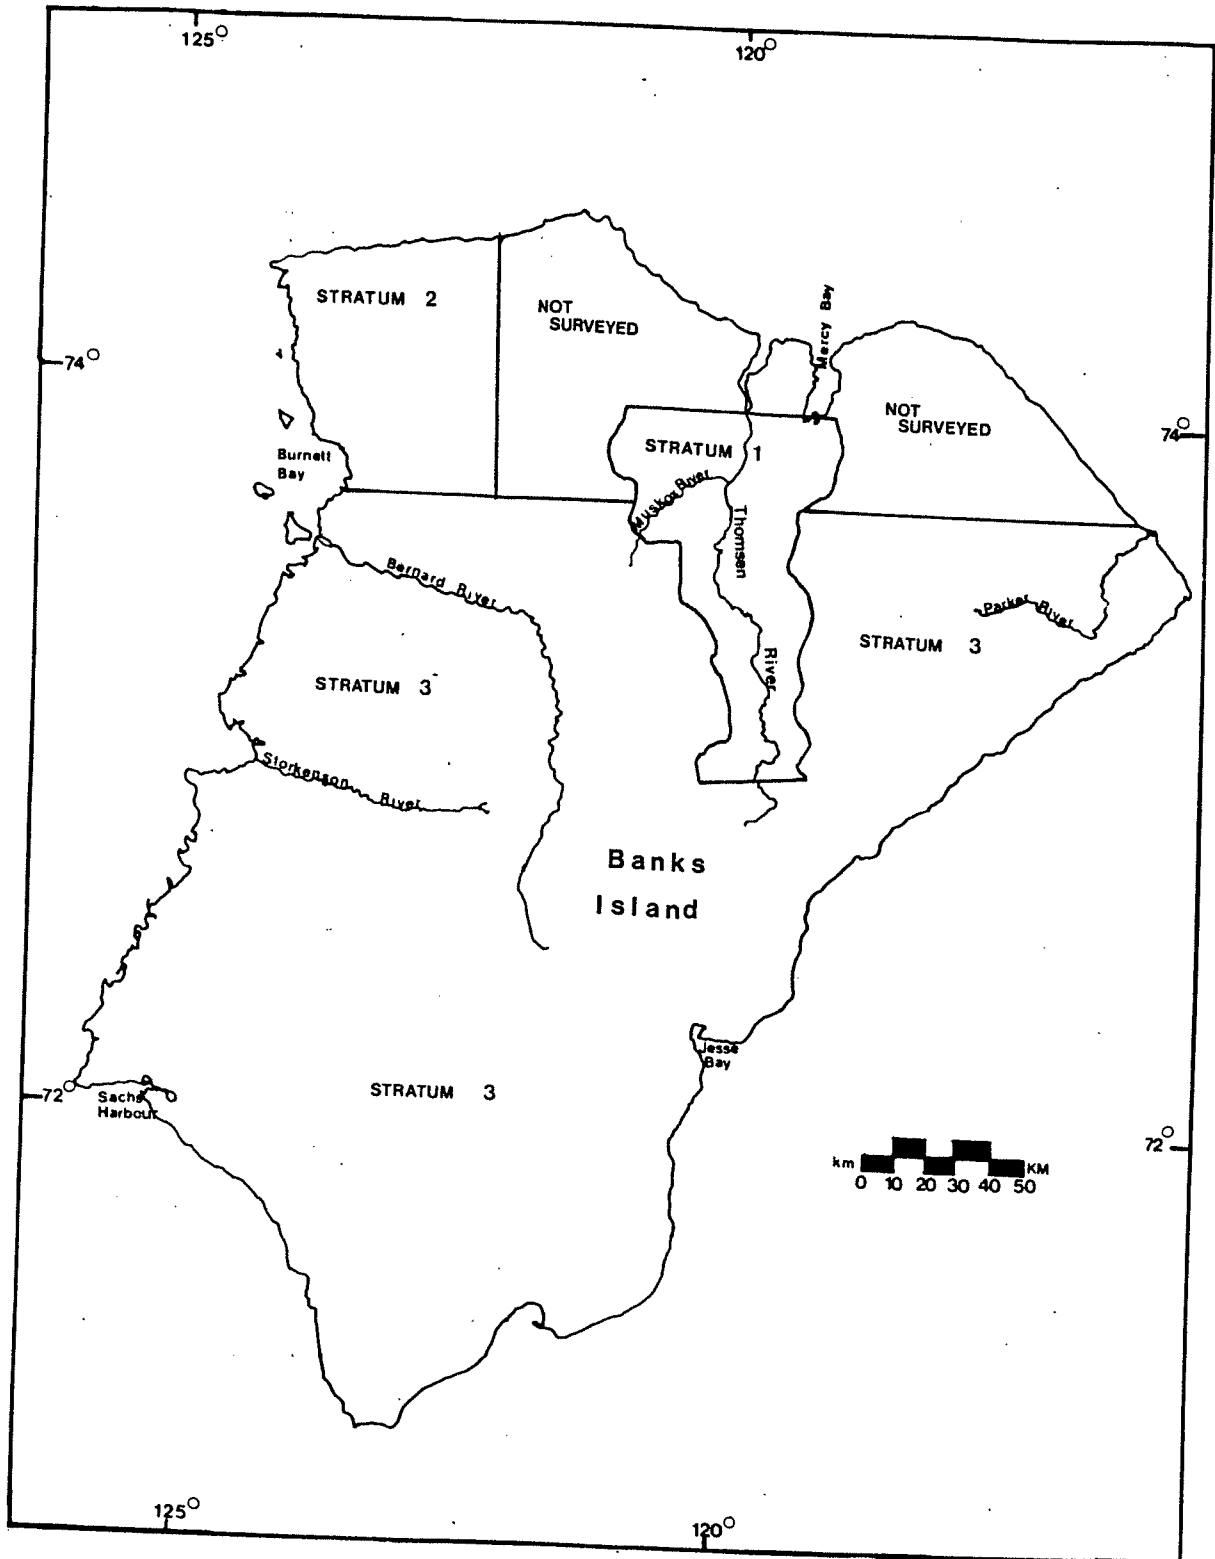 125°
120°
STRATUM 2
NOT
SURVEYED
Mercy Bay
74°
NOT
SURVEYED
74°
STRATUM 1
Burnett
Bay
Muskox River
Thomsen
River
Bernard River
Parker River
STRATUM 3
STRATUM 3
Storkenson
River
Banks
Island
Jesse
Bay
72°
Sachs
Harbour
STRATUM 3
72°
km KM
0 10 20 30 40 50
125°
120°